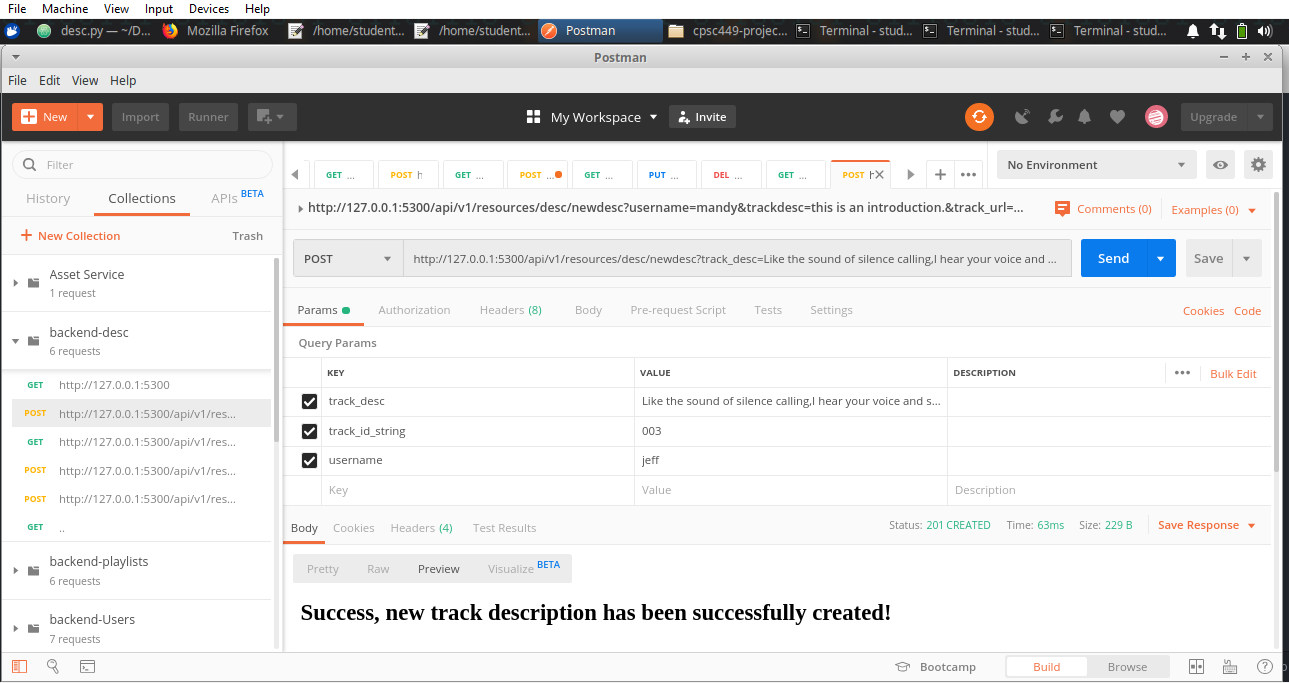 File Machine View Input Devices Help
desc.py — ~/D... Mozilla Firefox /home/student... /home/student... Postman cpsc449-projec... Terminal - stud... Terminal - stud... Terminal - stud...
Postman
File Edit View Help
New Import Runner My Workspace Invite Upgrade
Filter
GET ... POST h GET ... POST ... GET ... PUT ... DEL ... GET ... POST
No Environment
History Collections APIs BETA
http://127.0.0.1:5300/api/v1/resources/desc/newdesc?username=mandy&trackdesc=this is an introduction.&track_url=...
Comments (0) Examples (0)
+ New Collection Trash
POST http://127.0.0.1:5300/api/v1/resources/desc/newdesc?track_desc=Like the sound of silence calling,I hear your voice and ...
Send Save
Asset Service
1 request
backend-desc
6 requests
GET http://127.0.0.1:5300
POST http://127.0.0.1:5300/api/v1/res...
GET http://127.0.0.1:5300/api/v1/res...
POST http://127.0.0.1:5300/api/v1/res...
POST http://127.0.0.1:5300/api/v1/res...
GET ..
backend-playlists
6 requests
backend-Users
7 requests
Params Authorization Headers (8) Body Pre-request Script Tests Settings Cookies Code
Query Params
KEY VALUE DESCRIPTION ••• Bulk Edit
track_desc Like the sound of silence calling,I hear your voice and s...
track_id_string 003
username jeff
Key Value Description
Body Cookies Headers (4) Test Results Status: 201 CREATED Time: 63ms Size: 229 B Save Response
Pretty Raw Preview Visualize BETA
Success, new track description has been successfully created!
Bootcamp Build Browse